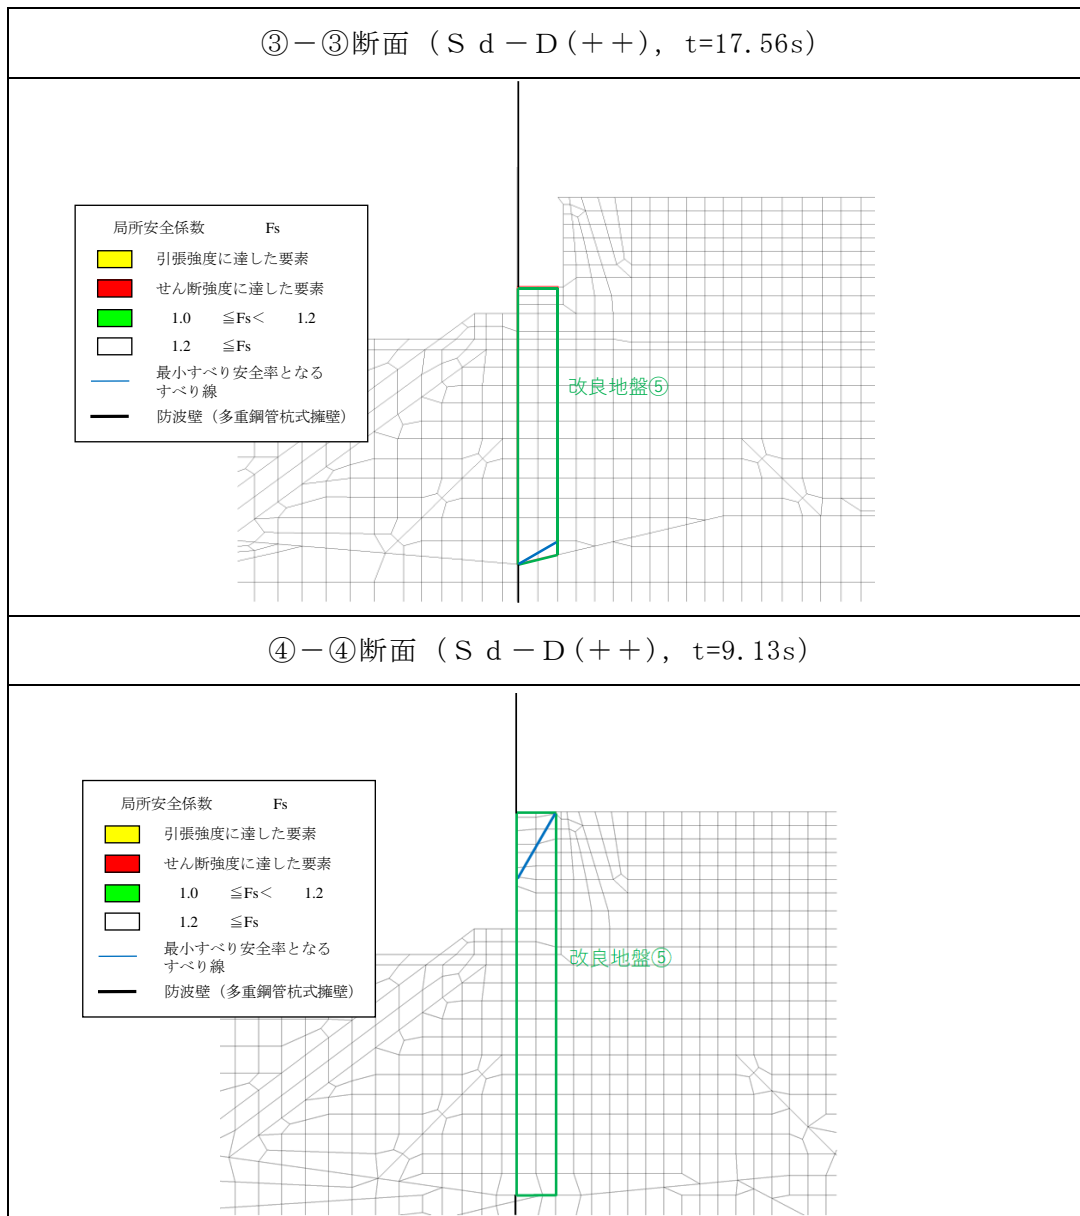 ③－③断面（Ｓｄ－Ｄ(＋＋), t=17.56s）
局所安全係数 Fs
引張強度に達した要素
せん断強度に達した要素
1.0 ≦Fs＜ 1.2
1.2 ≦Fs
最小すべり安全率となる
すべり線
防波壁（多重鋼管杭式擁壁）
改良地盤⑤
④－④断面（Ｓｄ－Ｄ(＋＋), t=9.13s）
局所安全係数 Fs
引張強度に達した要素
せん断強度に達した要素
1.0 ≦Fs＜ 1.2
1.2 ≦Fs
最小すべり安全率となる
すべり線
防波壁（多重鋼管杭式擁壁）
改良地盤⑤